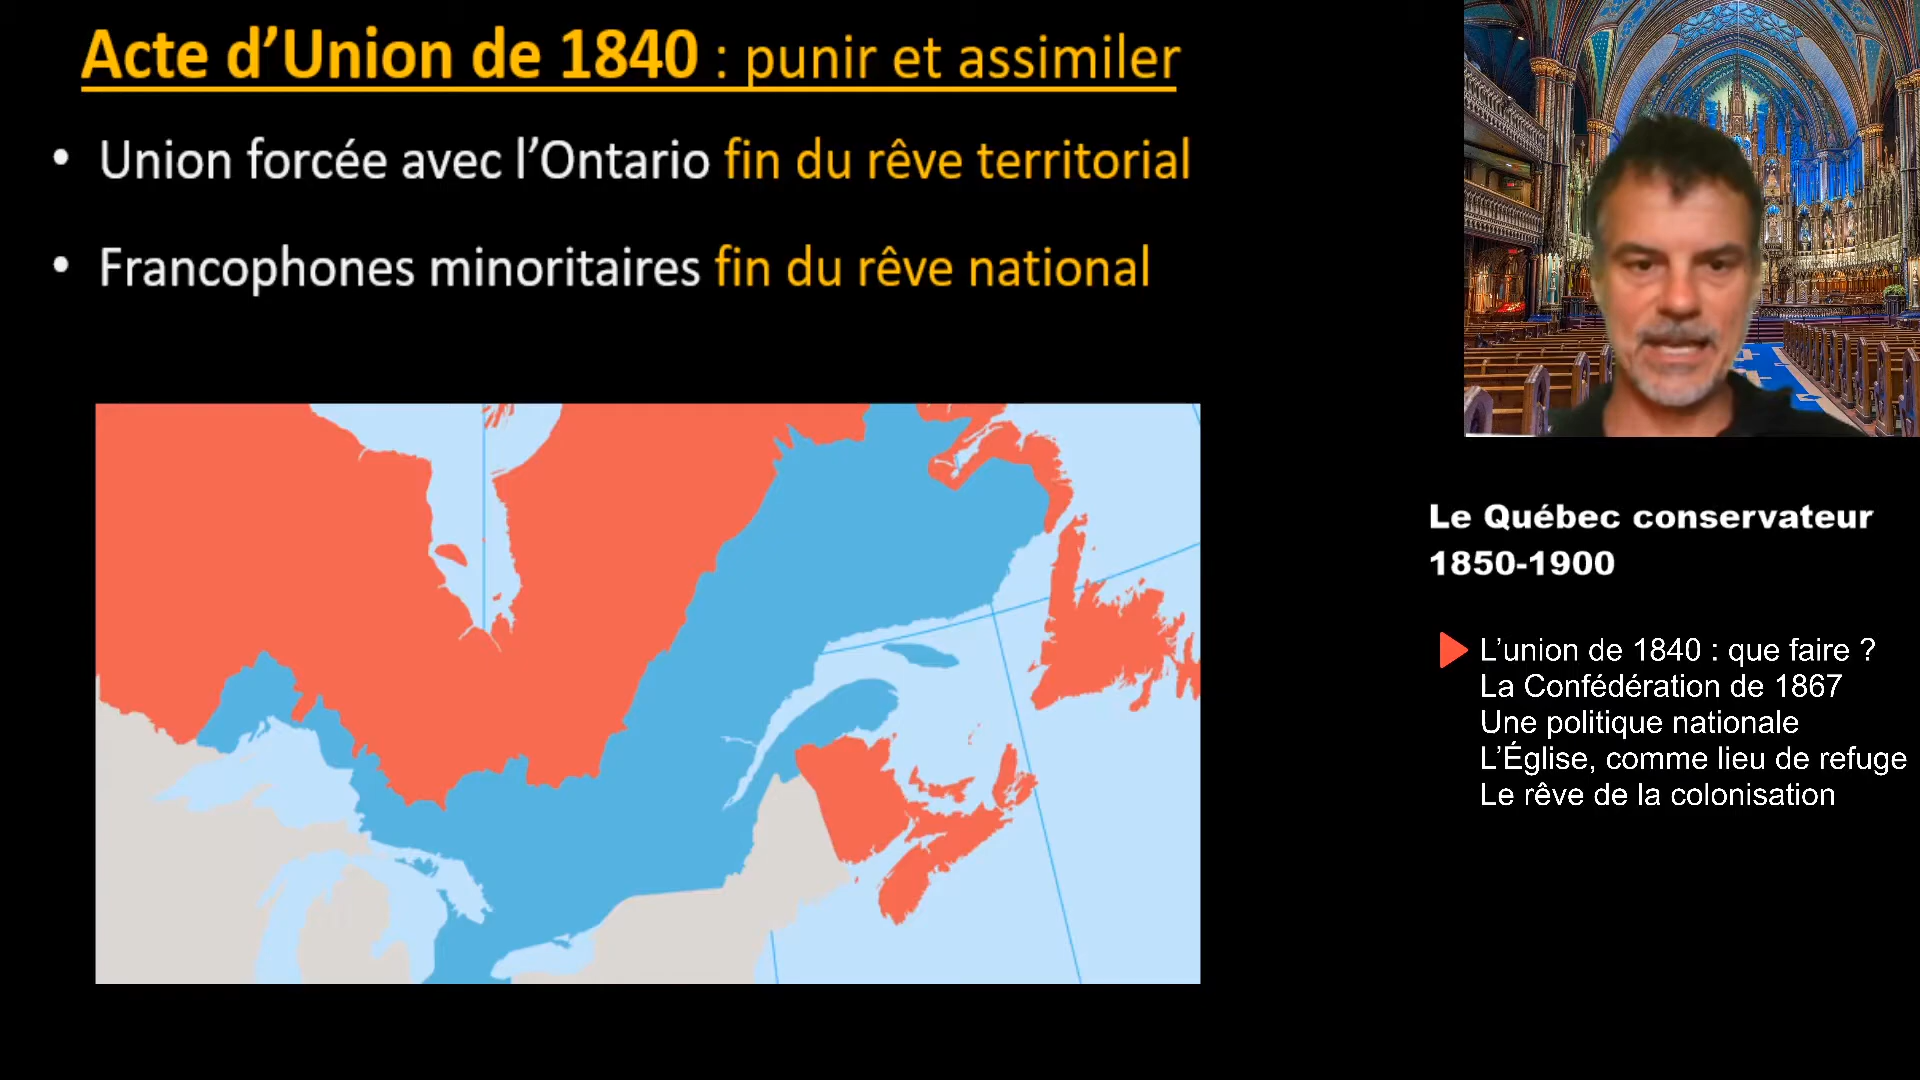 Acte d’Union de 1840 : punir et assimiler
• Union forcée avec l’Ontario fin du rêve territorial
• Francophones minoritaires fin du rêve national
Le Québec conservateur
1850-1900
L’union de 1840 : que faire ?
La Confédération de 1867
Une politique nationale
L’Église, comme lieu de refuge
Le rêve de la colonisation